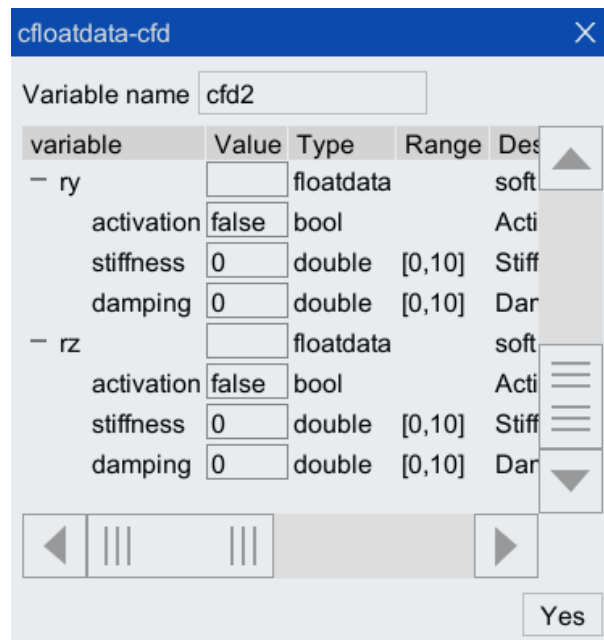 cfloatdata-cfd
Variable name cfd2
variable Value Type Range Des
ry floatdata soft
activation false bool Acti
stiffness 0 double [0,10] Stiff
damping 0 double [0,10] Dar
rz floatdata soft
activation false bool Acti
stiffness 0 double [0,10] Stiff
damping 0 double [0,10] Dar
Yes